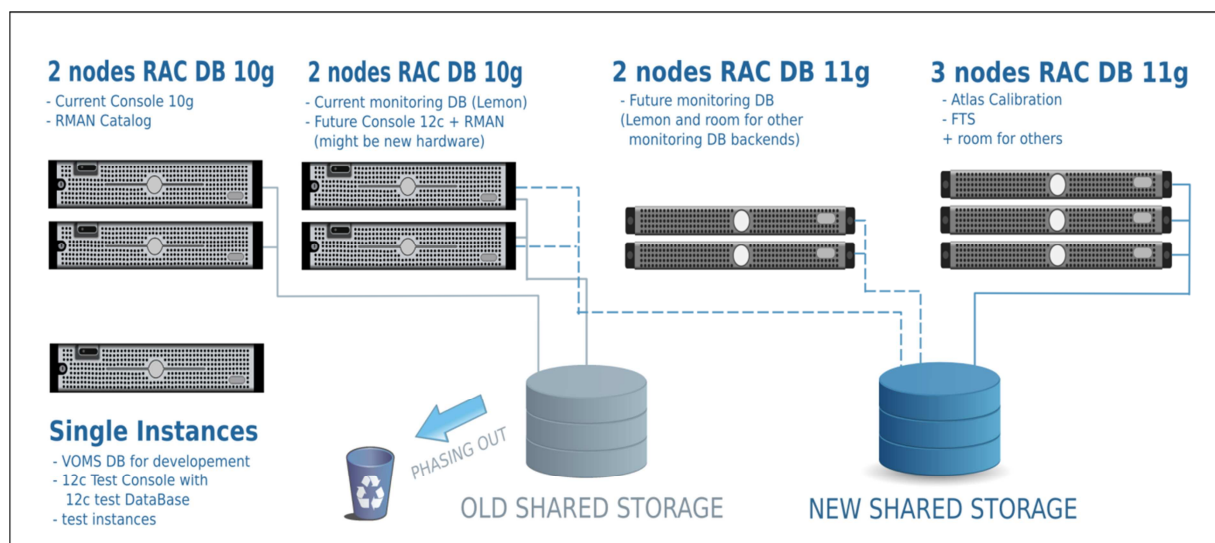 2 nodes RAC DB 10g
- Current Console 10g
- RMAN Catalog
2 nodes RAC DB 10g
- Current monitoring DB (Lemon)
- Future Console 12c + RMAN
(might be new hardware)
2 nodes RAC DB 11g
- Future monitoring DB
(Lemon and room for other
monitoring DB backends)
3 nodes RAC DB 11g
- Atlas Calibration
- FTS
+ room for others
Single Instances
- VOMS DB for developement
- 12c Test Console with
12c test DataBase
- test instances
PHASING OUT
OLD SHARED STORAGE
NEW SHARED STORAGE